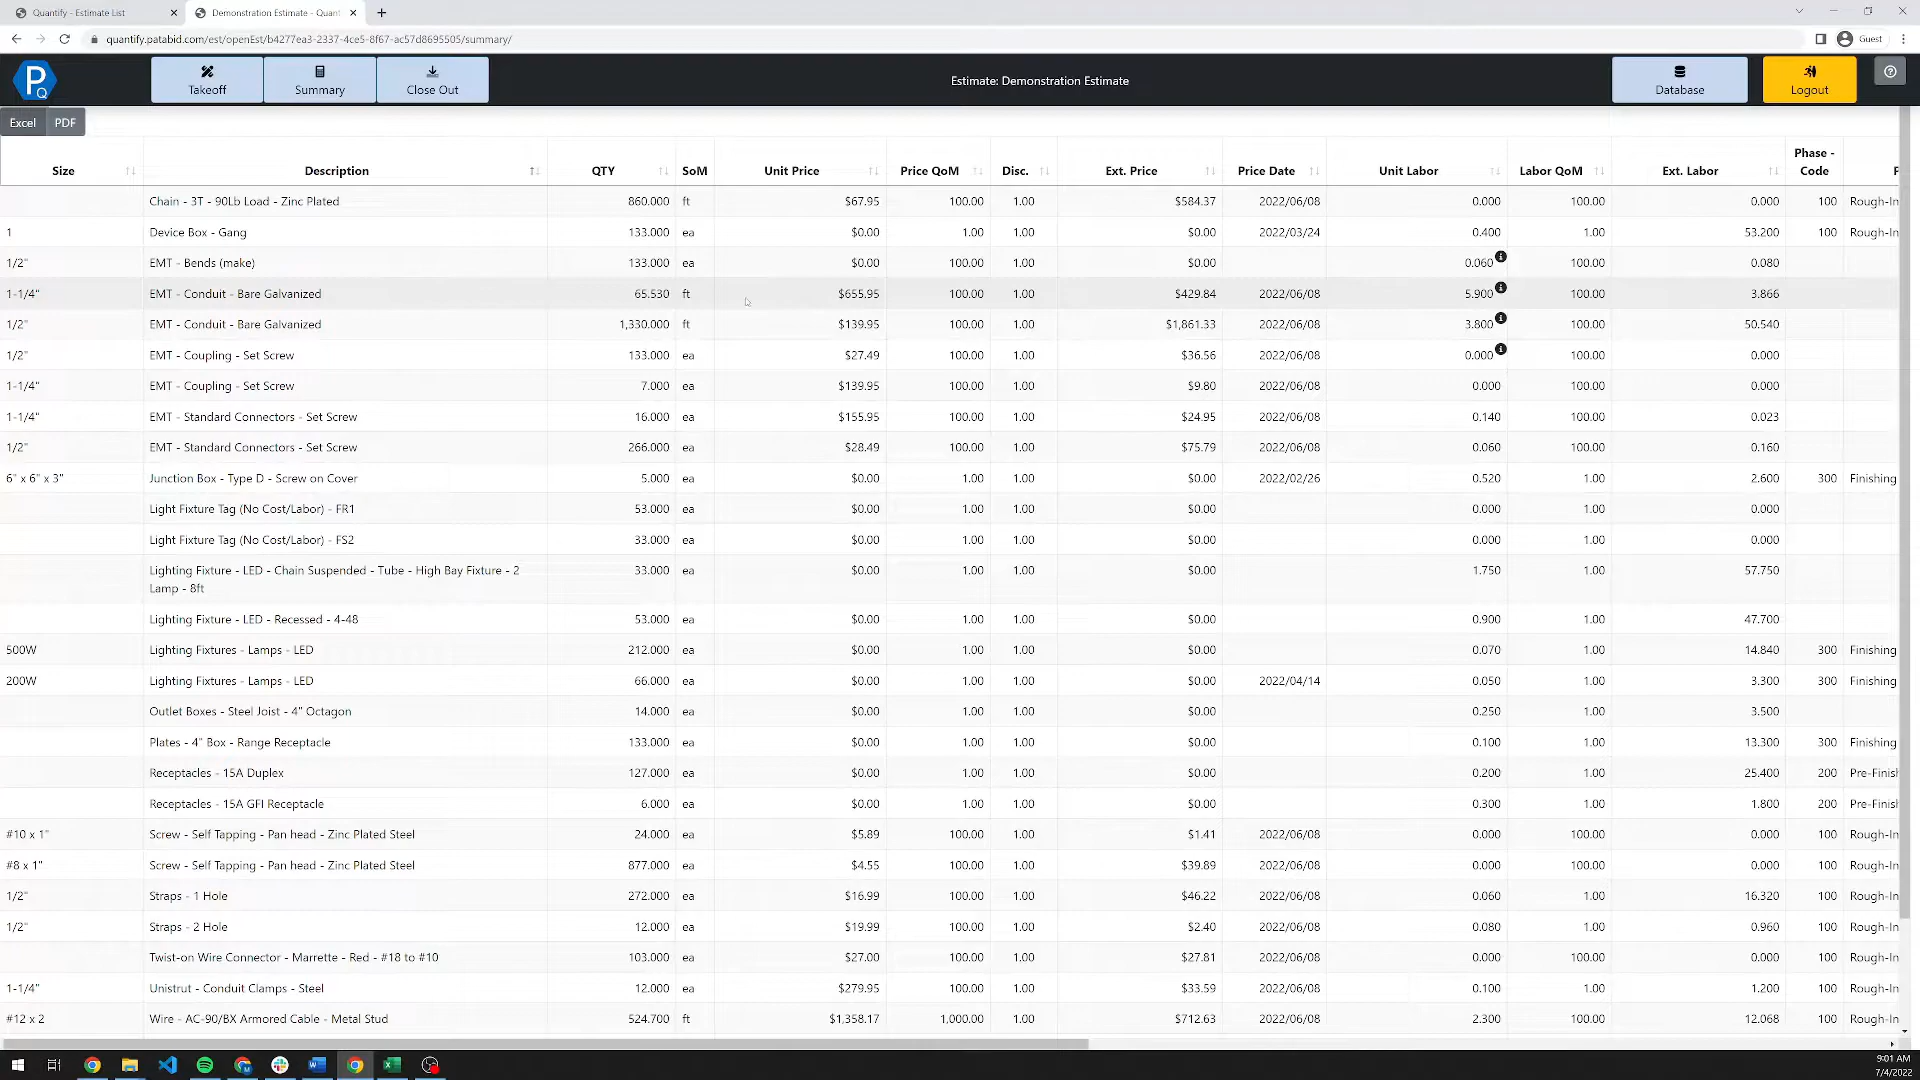 Quantify - Estimate List
Demonstration Estimate - Quant
quantify.patabid.com/est/openEst/b4277ea3-2337-4ce5-8f67-ac57d8695505/summary/
Guest
P Q
Takeoff
Summary
Close Out
Estimate: Demonstration Estimate
Database
Logout
Excel PDF
Size Description QTY SoM Unit Price Price QoM Disc. Ext. Price Price Date Unit Labor Labor QoM Ext. Labor Phase - Code
Chain - 3T - 90Lb Load - Zinc Plated 860.000 ft $67.95 100.00 1.00 $584.37 2022/06/08 0.000 100.00 0.000 100 Rough-In
1 Device Box - Gang 133.000 ea $0.00 1.00 1.00 $0.00 2022/03/24 0.400 1.00 53.200 100 Rough-In
1/2" EMT - Bends (make) 133.000 ea $0.00 100.00 1.00 $0.00 0.060 100.00 0.080
1-1/4" EMT - Conduit - Bare Galvanized 65.530 ft $655.95 100.00 1.00 $429.84 2022/06/08 5.900 100.00 3.866
1/2" EMT - Conduit - Bare Galvanized 1,330.000 ft $139.95 100.00 1.00 $1,861.33 2022/06/08 3.800 100.00 50.540
1/2" EMT - Coupling - Set Screw 133.000 ea $27.49 100.00 1.00 $36.56 2022/06/08 0.000 100.00 0.000
1-1/4" EMT - Coupling - Set Screw 7.000 ea $139.95 100.00 1.00 $9.80 2022/06/08 0.000 100.00 0.000
1-1/4" EMT - Standard Connectors - Set Screw 16.000 ea $155.95 100.00 1.00 $24.95 2022/06/08 0.140 100.00 0.023
1/2" EMT - Standard Connectors - Set Screw 266.000 ea $28.49 100.00 1.00 $75.79 2022/06/08 0.060 100.00 0.160
6" x 6" x 3" Junction Box - Type D - Screw on Cover 5.000 ea $0.00 1.00 1.00 $0.00 2022/02/26 0.520 1.00 2.600 300 Finishing
Light Fixture Tag (No Cost/Labor) - FR1 53.000 ea $0.00 1.00 1.00 $0.00 0.000 1.00 0.000
Light Fixture Tag (No Cost/Labor) - FS2 33.000 ea $0.00 1.00 1.00 $0.00 0.000 1.00 0.000
Lighting Fixture - LED - Chain Suspended - Tube - High Bay Fixture - 2 33.000 ea $0.00 1.00 1.00 $0.00 1.750 1.00 57.750
Lamp - 8ft
Lighting Fixture - LED - Recessed - 4-48 53.000 ea $0.00 1.00 1.00 $0.00 0.900 1.00 47.700
500W Lighting Fixtures - Lamps - LED 212.000 ea $0.00 1.00 1.00 $0.00 0.070 1.00 14.840 300 Finishing
200W Lighting Fixtures - Lamps - LED 66.000 ea $0.00 1.00 1.00 $0.00 2022/04/14 0.050 1.00 3.300 300 Finishing
Outlet Boxes - Steel Joist - 4" Octagon 14.000 ea $0.00 1.00 1.00 $0.00 0.250 1.00 3.500
Plates - 4" Box - Range Receptacle 133.000 ea $0.00 1.00 1.00 $0.00 0.100 1.00 13.300 300 Finishing
Receptacles - 15A Duplex 127.000 ea $0.00 1.00 1.00 $0.00 0.200 1.00 25.400 200 Pre-Finish
Receptacles - 15A GFI Receptacle 6.000 ea $0.00 1.00 1.00 $0.00 0.300 1.00 1.800 200 Pre-Finish
#10 x 1" Screw - Self Tapping - Pan head - Zinc Plated Steel 24.000 ea $5.89 100.00 1.00 $1.41 2022/06/08 0.000 100.00 0.000 100 Rough-In
#8 x 1" Screw - Self Tapping - Pan head - Zinc Plated Steel 877.000 ea $4.55 100.00 1.00 $39.89 2022/06/08 0.000 100.00 0.000 100 Rough-In
1/2" Straps - 1 Hole 272.000 ea $16.99 100.00 1.00 $46.22 2022/06/08 0.060 1.00 16.320 100 Rough-In
1/2" Straps - 2 Hole 12.000 ea $19.99 100.00 1.00 $2.40 2022/06/08 0.080 1.00 0.960 100 Rough-In
Twist-on Wire Connector - Marrette - Red - #18 to #10 103.000 ea $27.00 100.00 1.00 $27.81 2022/06/08 0.000 100.00 0.000 100 Rough-In
1-1/4" Unistrut - Conduit Clamps - Steel 12.000 ea $279.95 100.00 1.00 $33.59 2022/06/08 0.100 1.00 1.200 100 Rough-In
#12 x 2 Wire - AC-90/BX Armored Cable - Metal Stud 524.700 ft $1,358.17 1,000.00 1.00 $712.63 2022/06/08 2.300 100.00 12.068 100 Rough-In
9:01 AM
7/4/2022